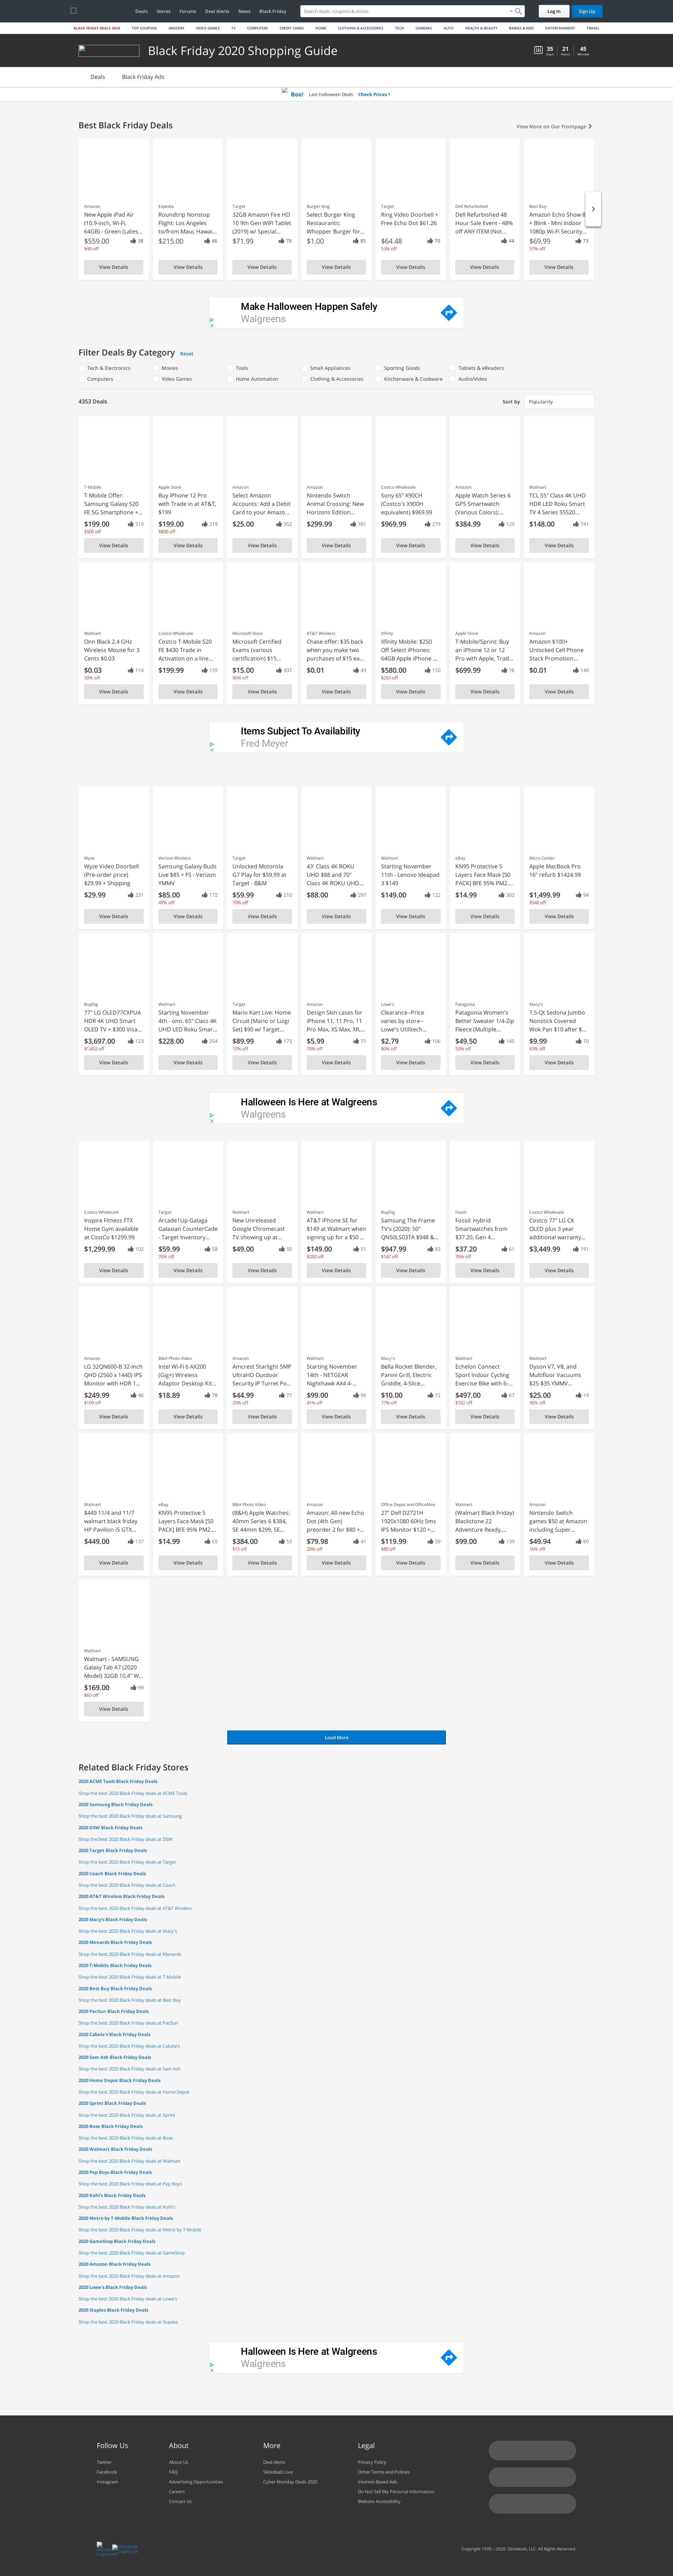 Deals
Stores
Forums
Deal Alerts
News
Black Friday
Search deals, coupons & stores
Log In
Sign Up
BLACK FRIDAY DEALS 2020
TOP COUPONS
GROCERY
VIDEO GAMES
TV
COMPUTERS
CREDIT CARDS
HOME
CLOTHING & ACCESSORIES
TECH
CAMERAS
AUTO
HEALTH & BEAUTY
BABIES & KIDS
ENTERTAINMENT
TRAVEL
Black Friday 2020 Shopping Guide
35 21 45
Days Hours Minutes
Deals
Black Friday Ads
Boo! Last Halloween Deals Check Prices
Best Black Friday Deals
View More on Our Frontpage
Amazon
New Apple iPad Air
(10.9-inch, Wi-Fi,
64GB) - Green (Lates...
$559.00 38
$40 off
View Details
Expedia
Roundtrip Nonstop
Flight: Los Angeles
to/from Maui, Hawai...
$215.00 46
View Details
Target
32GB Amazon Fire HD
10 9th Gen WIFI Tablet
(2019) w/ Special...
$71.99 78
View Details
Burger King
Select Burger King
Restaurants:
Whopper Burger for...
$1.00 85
View Details
Target
Ring Video Doorbell +
Free Echo Dot $61.26
$64.48 70
53% off
View Details
Dell Refurbished
Dell Refurbished 48
Hour Sale Event - 48%
off ANY ITEM (Not...
44
View Details
Best Buy
Amazon Echo Show 8
+ Blink - Mini Indoor
1080p Wi-Fi Security...
$69.99 73
57% off
View Details
Make Halloween Happen Safely
Walgreens
Filter Deals By Category Reset
Tech & Electronics
Movies
Tools
Small Appliances
Sporting Goods
Tablets & eReaders
Computers
Video Games
Home Automation
Clothing & Accessories
Kitchenware & Cookware
Audio/Video
4353 Deals
Sort by Popularity
T-Mobile
T-Mobile Offer:
Samsung Galaxy S20
FE 5G Smartphone +...
$199.00 319
$500 off
View Details
Apple Store
Buy iPhone 12 Pro
with Trade in at AT&T,
$199
$199.00 219
$800 off
View Details
Amazon
Select Amazon
Accounts: Add a Debit
Card to your Amazo...
$25.00 352
View Details
Amazon
Nintendo Switch
Animal Crossing: New
Horizons Edition...
$299.99 391
View Details
Costco Wholesale
Sony 65" X90CH
(Costco's X900H
equivalent) $969.99
$969.99 279
View Details
Amazon
Apple Watch Series 6
GPS Smartwatch
(Various Colors):...
$384.99 129
View Details
Walmart
TCL 55" Class 4K UHD
HDR LED Roku Smart
TV 4 Series 55S20...
$148.00 741
View Details
Walmart
Onn Black 2.4 GHz
Wireless Mouse for 3
Cents $0.03
$0.03 114
99% off
View Details
Costco Wholesale
Costco T-Mobile S20
FE $430 Trade in
Activation on a line...
$199.99 159
View Details
Microsoft Store
Microsoft Certified
Exams (various
certification) $15...
$15.00 337
90% off
View Details
AT&T Wireless
Chase offer: $35 back
when you make two
purchases of $15 ea...
$0.01 43
View Details
Xfinity
Xfinity Mobile: $250
Off Select iPhones:
64GB Apple iPhone ...
$580.00 150
$250 off
View Details
Apple Store
T-Mobile/Sprint: Buy
an iPhone 12 or 12
Pro with Apple, Trad...
$699.99 76
View Details
Amazon
Amazon $100+
Unlocked Cell Phone
Stack Promotion...
$0.01 140
View Details
Items Subject To Availability
Fred Meyer
Wyze
Wyze Video Doorbell
(Pre-order price)
$29.99 + Shipping
$29.99 231
View Details
Verizon Wireless
Samsung Galaxy Buds
Live $85 + FS - Verizon
YMMV
$85.00 172
49% off
View Details
Target
Unlocked Motorola
G7 Play for $59.99 at
Target - B&M
$59.99 210
70% off
View Details
Walmart
43' Class 4K ROKU
UHD $88 and 70"
Class 4K ROKU UHD...
$88.00 297
View Details
Walmart
Starting November
11th - Lenovo Ideapad
3 $149
$149.00 122
View Details
eBay
KN95 Protective 5
Layers Face Mask [50
PACK] BFE 95% PM2....
$14.99 302
View Details
Micro Center
Apple MacBook Pro
16" refurb $1424.99
$1,499.99 94
$540 off
View Details
BuyDig
77" LG OLED77CXPUA
HDR 4K UHD Smart
OLED TV + $300 Visa...
$3,697.00 123
$1,602 off
View Details
Walmart
Starting November
4th - onn. 65" Class 4K
UHD LED Roku Smar...
$228.00 254
View Details
Target
Mario Kart Live: Home
Circuit (Mario or Luigi
Set) $90 w/ Target...
$89.99 173
10% off
View Details
Amazon
Design Skin cases for
iPhone 11, 11 Pro, 11
Pro Max, XS Max, XR,...
$5.99 71
70% off
View Details
Lowe's
Clearance--Price
varies by store--
Lowe's Utilitech...
$2.79 106
80% off
View Details
Patagonia
Patagonia Women's
Better Sweater 1/4-Zip
Fleece (Multiple...
$49.50 145
50% off
View Details
Macy's
7.5-Qt Sedona Jumbo
Nonstick Covered
Wok Pan $10 after $...
$9.99 70
83% off
View Details
Halloween Is Here at Walgreens
Walgreens
Costco Wholesale
Inspire Fitness FTX
Home Gym available
at CostCo $1299.99
$1,299.99 102
View Details
Target
Arcade1Up Galaga
Galaxian CounterCade
- Target Inventory...
$59.99 58
70% off
View Details
Walmart
New Unreleased
Google Chromecast
TV showing up at...
$49.00 50
View Details
Walmart
AT&T iPhone SE for
$149 at Walmart when
signing up for a $50 ...
$149.00 51
$200 off
View Details
BuyDig
Samsung The Frame
TV's (2020): 50"
QN50LS03TA $948 &...
$947.99 83
$147 off
View Details
Fossil
Fossil: Hybrid
Smartwatches from
$37.20, Gen 4...
$37.20 61
76% off
View Details
Costco Wholesale
Costco 77" LG CX
OLED plus 3 year
additional warranty...
$3,449.99 191
View Details
Amazon
LG 32QN600-B 32-Inch
QHD (2560 x 1440) IPS
Monitor with HDR 1...
$249.99 46
$109 off
View Details
B&H Photo Video
Intel Wi-Fi 6 AX200
(Gig+) Wireless
Adaptor Desktop Kit...
$18.89 78
View Details
Amazon
Amcrest Starlight 5MP
UltraHD Outdoor
Security IP Turret Po...
$44.99 77
25% off
View Details
Walmart
Starting November
14th - NETGEAR
Nighthawk AX4 4-...
$99.00 56
41% off
View Details
Macy's
Bella Rocket Blender,
Panini Grill, Electric
Griddle, 4-Slice...
$10.00 72
77% off
View Details
Walmart
Echelon Connect
Sport Indoor Cycling
Exercise Bike with 6-...
$497.00 67
$102 off
View Details
Walmart
Dyson V7, V8, and
Multifloor Vacuums
$25-$35 YMMV...
$25.00 19
90% off
View Details
Walmart
$449 11/4 and 11/7
walmart black friday
HP Pavilion i5 GTX...
$449.00 137
View Details
eBay
KN95 Protective 5
Layers Face Mask [50
PACK] BFE 95% PM2....
$14.99 65
View Details
B&H Photo Video
(B&H) Apple Watches:
40mm Series 6 $384,
SE 44mm $299, SE...
$384.00 53
$15 off
View Details
Amazon
Amazon: All-new Echo
Dot (4th Gen)
preorder 2 for $80 +...
$79.98 41
20% off
View Details
Office Depot and OfficeMax
27" Dell D2721H
1920x1080 60Hz 5ms
IPS Monitor $120 +...
$119.99 59
$80 off
View Details
Walmart
(Walmart Black Friday)
Blackstone 22
Adventure Ready,...
$99.00 139
View Details
Amazon
Nintendo Switch
games $50 at Amazon
including Super...
$49.94 60
16% off
View Details
Walmart
Walmart - SAMSUNG
Galaxy Tab A7 (2020
Model) 32GB 10.4" W...
$169.00 99
$60 off
View Details
Load More
Related Black Friday Stores
2020 ACME Tools Black Friday Deals
Shop the best 2020 Black Friday deals at ACME Tools
2020 Samsung Black Friday Deals
Shop the best 2020 Black Friday deals at Samsung
2020 DSW Black Friday Deals
Shop the best 2020 Black Friday deals at DSW
2020 Target Black Friday Deals
Shop the best 2020 Black Friday deals at Target
2020 Coach Black Friday Deals
Shop the best 2020 Black Friday deals at Coach
2020 AT&T Wireless Black Friday Deals
Shop the best 2020 Black Friday deals at AT&T Wireless
2020 Macy's Black Friday Deals
Shop the best 2020 Black Friday deals at Macy's
2020 Menards Black Friday Deals
Shop the best 2020 Black Friday deals at Menards
2020 T-Mobile Black Friday Deals
Shop the best 2020 Black Friday deals at T-Mobile
2020 Best Buy Black Friday Deals
Shop the best 2020 Black Friday deals at Best Buy
2020 PacSun Black Friday Deals
Shop the best 2020 Black Friday deals at PacSun
2020 Cabela's Black Friday Deals
Shop the best 2020 Black Friday deals at Cabela's
2020 Sam Ash Black Friday Deals
Shop the best 2020 Black Friday deals at Sam Ash
2020 Home Depot Black Friday Deals
Shop the best 2020 Black Friday deals at Home Depot
2020 Sprint Black Friday Deals
Shop the best 2020 Black Friday deals at Sprint
2020 Bose Black Friday Deals
Shop the best 2020 Black Friday deals at Bose
2020 Walmart Black Friday Deals
Shop the best 2020 Black Friday deals at Walmart
2020 Pep Boys Black Friday Deals
Shop the best 2020 Black Friday deals at Pep Boys
2020 Kohl's Black Friday Deals
Shop the best 2020 Black Friday deals at Kohl's
2020 Metro by T-Mobile Black Friday Deals
Shop the best 2020 Black Friday deals at Metro by T-Mobile
2020 GameStop Black Friday Deals
Shop the best 2020 Black Friday deals at GameStop
2020 Amazon Black Friday Deals
Shop the best 2020 Black Friday deals at Amazon
2020 Lowe's Black Friday Deals
Shop the best 2020 Black Friday deals at Lowe's
2020 Staples Black Friday Deals
Shop the best 2020 Black Friday deals at Staples
Halloween Is Here at Walgreens
Walgreens
Follow Us
Twitter
Facebook
Instagram
About
About Us
FAQ
Advertising Opportunities
Careers
Contact Us
More
Deal Alerts
Slickdeals Live
Cyber Monday Deals 2020
Legal
Privacy Policy
Other Terms and Policies
Interest-Based Ads
Do Not Sell My Personal Information
Website Accessibility
Copyright 1999 - 2020. Slickdeals, LLC. All Rights Reserved.